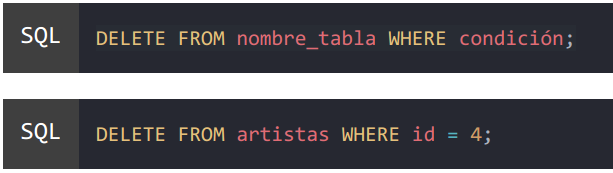 SQL
DELETE FROM nombre_tabla WHERE condición;
SQL
DELETE FROM artistas WHERE id = 4;